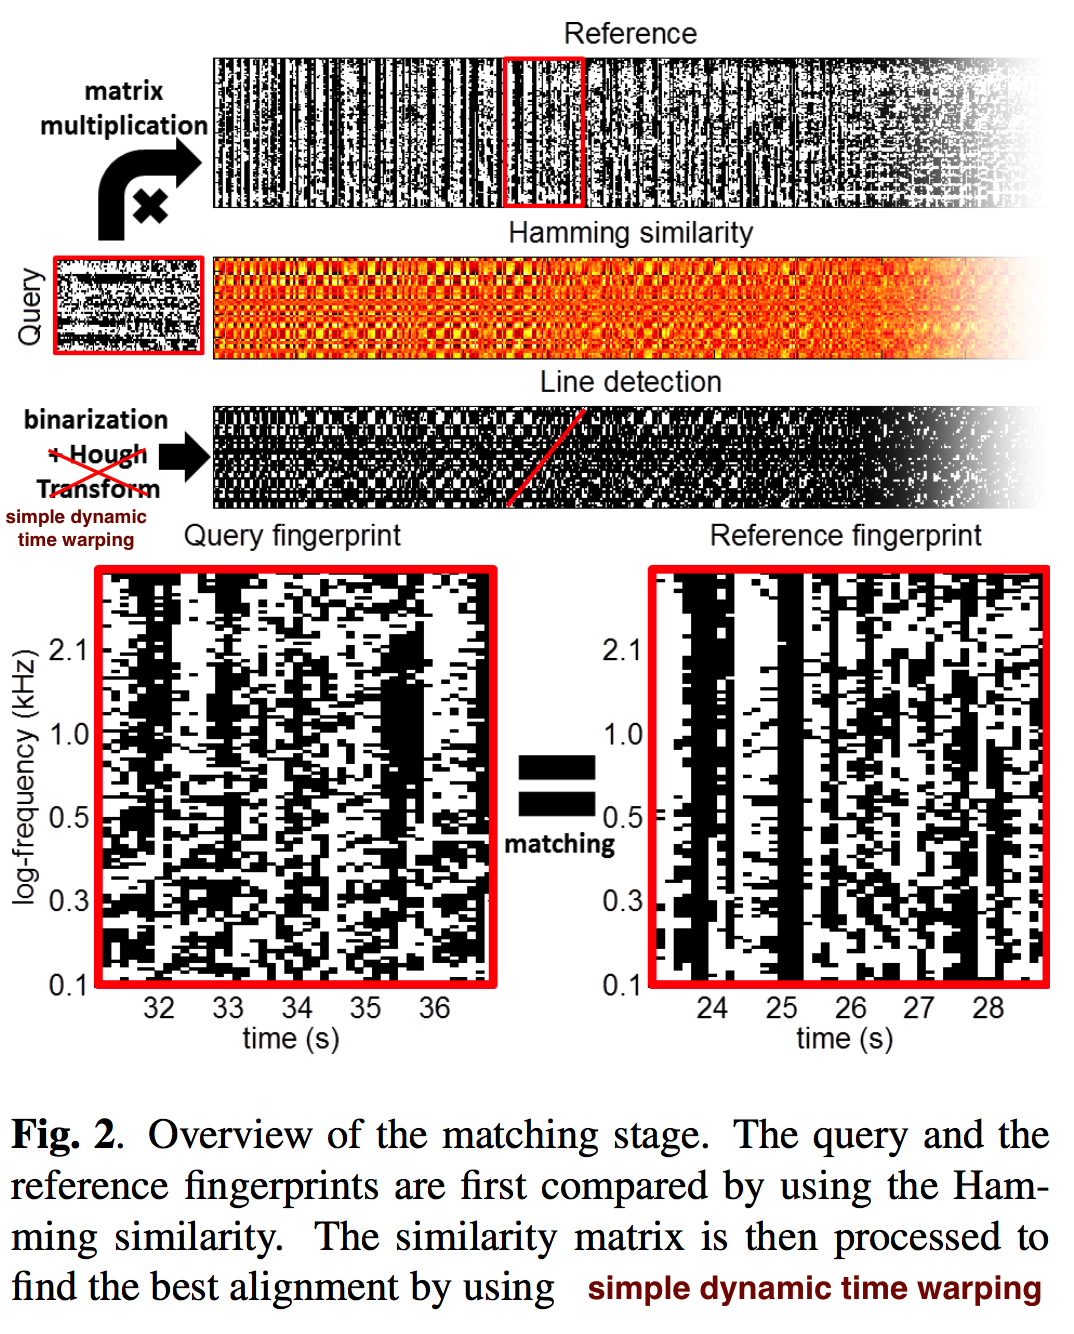 Reference
matrix
multiplication
Hamming similarity
Query
Line detection
binarization
+ Hough
Transform
simple dynamic
time warping
Query fingerprint
Reference fingerprint
log-frequency (kHz)
2.1
1.0
0.5
0.3
0.1
32 33 34 35 36
time (s)
matching
2.1
1.0
0.5
0.3
0.1
24 25 26 27 28
time (s)
Fig. 2. Overview of the matching stage. The query and the
reference fingerprints are first compared by using the Ham-
ming similarity. The similarity matrix is then processed to
find the best alignment by using simple dynamic time warping